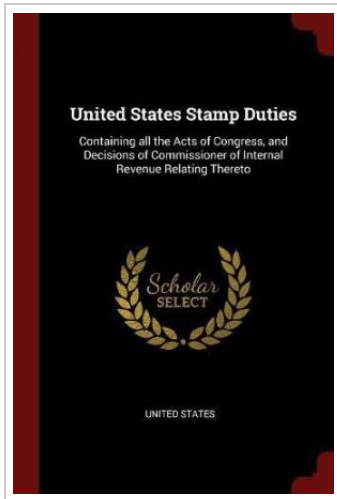 United States Stamp Duties
Containing all the Acts of Congress, and
Decisions of Commissioner of Internal
Revenue Relating Thereto
Scholar
SELECT
UNITED STATES